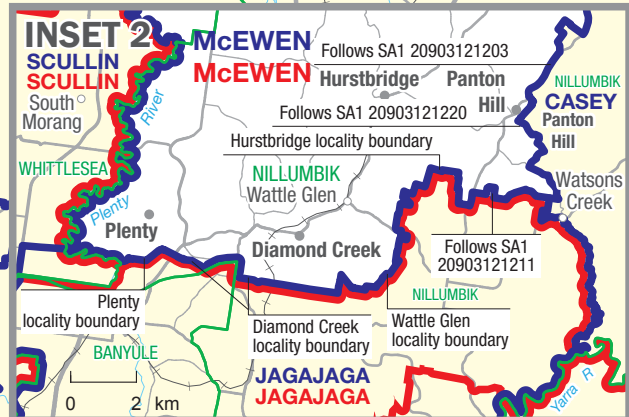 INSET 2
McEWEN
McEWEN
SCULLIN
SCULLIN
South
Morang
Follows SA1 20903121203
Hurstbridge
Panton
Hill
NILLUMBIK
CASEY
Panton
Hill
Follows SA1 20903121220
Hurstbridge locality boundary
River
WHITTLESEA
NILLUMBIK
Wattle Glen
Watsons
Creek
Plenty
Plenty
Diamond Creek
Follows SA1
20903121211
Plenty
locality boundary
Diamond Creek
locality boundary
NILLUMBIK
Wattle Glen
locality boundary
BANYULE
JAGAJAGA
JAGAJAGA
Yarra R
0 2 km